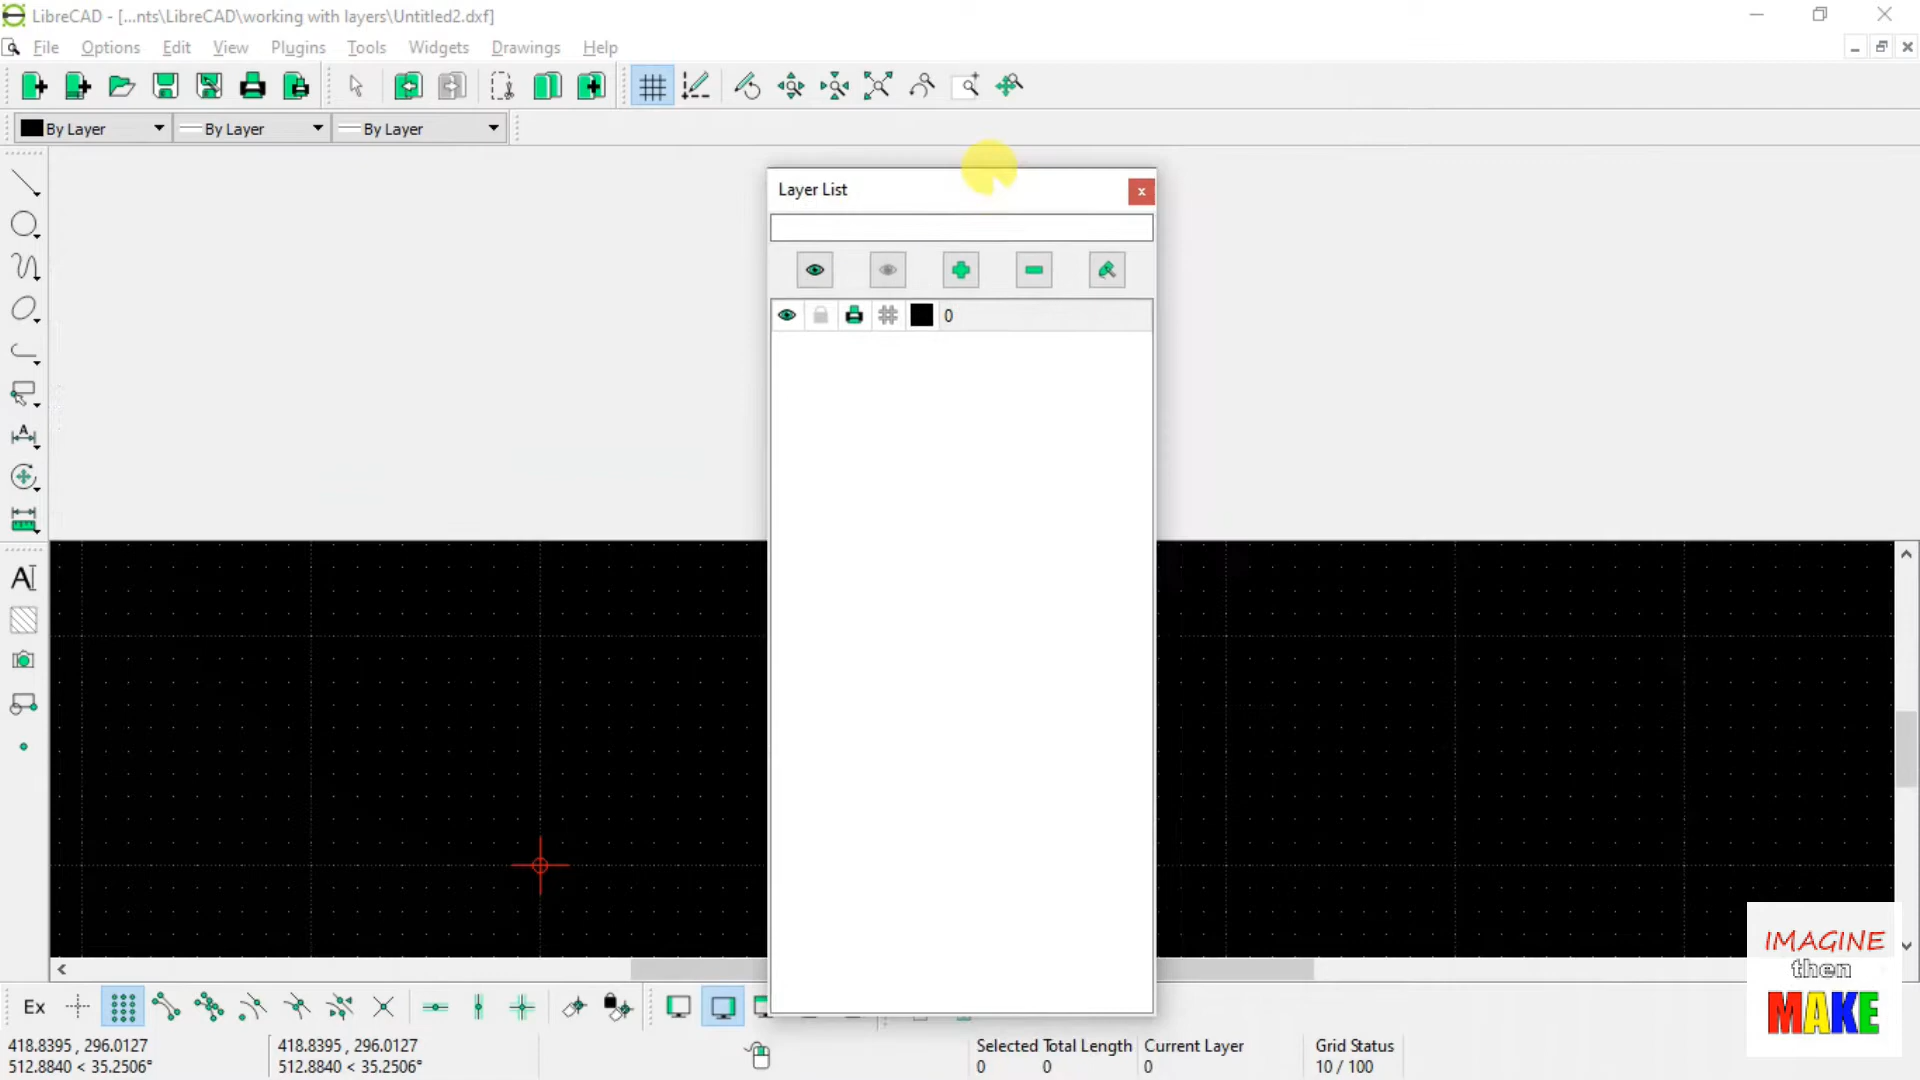 LibreCAD - [...nts\LibreCAD\working with layers\Untitled2.dxf]
File Options Edit View Plugins Tools Widgets Drawings Help
By Layer By Layer By Layer
Layer List
x
0
A
A
Ex
418.8395 , 296.0127
512.8840 < 35.2506°
418.8395 , 296.0127
512.8840 < 35.2506°
Selected Total Length
0 0
Current Layer
0
Grid Status
10 / 100
IMAGINE
then
MAKE